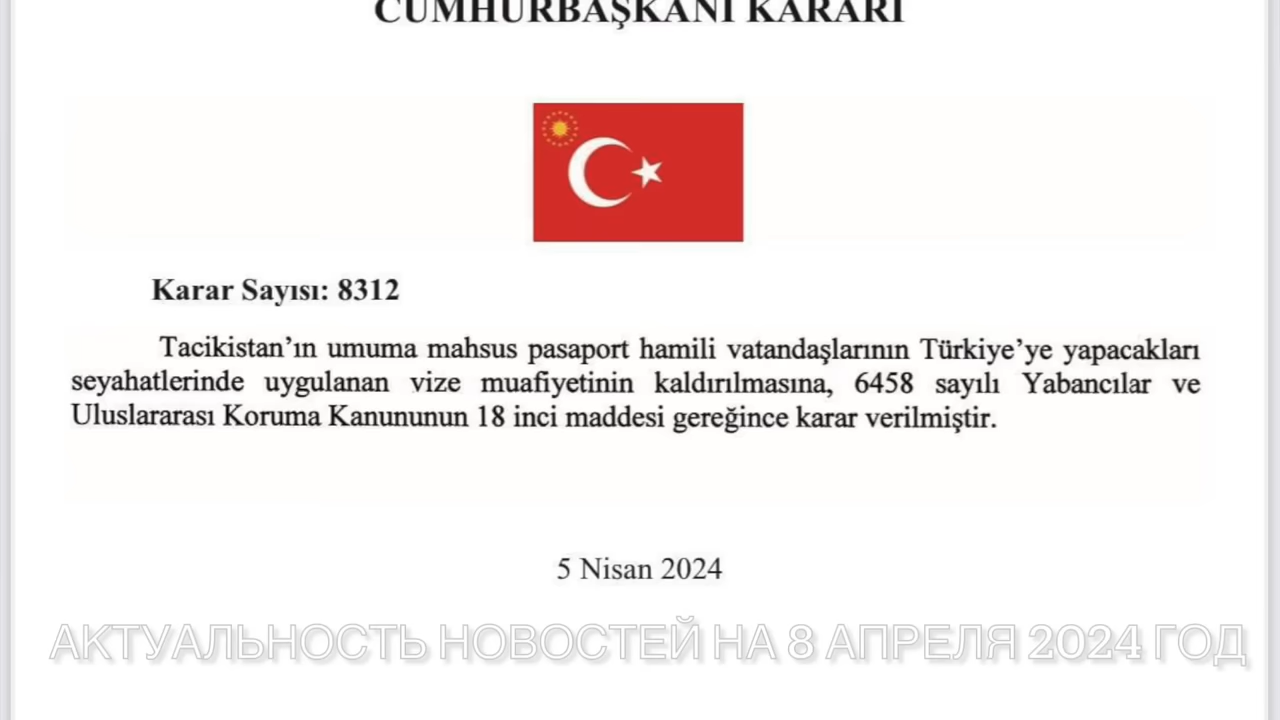 CUMHURBAŞKANI KARARI
Karar Sayısı: 8312
Tacikistan’ın umuma mahsus pasaport hamili vatandaşlarının Türkiye’ye yapacakları
seyahatlerinde uygulanan vize muafiyetinin kaldırılmasına, 6458 sayılı Yabancılar ve
Uluslararası Koruma Kanununun 18 inci maddesi gereğince karar verilmiştir.
5 Nisan 2024
АКТУАЛЬНОСТЬ НОВОСТЕЙ НА 8 АПРЕЛЯ 2024 ГОД